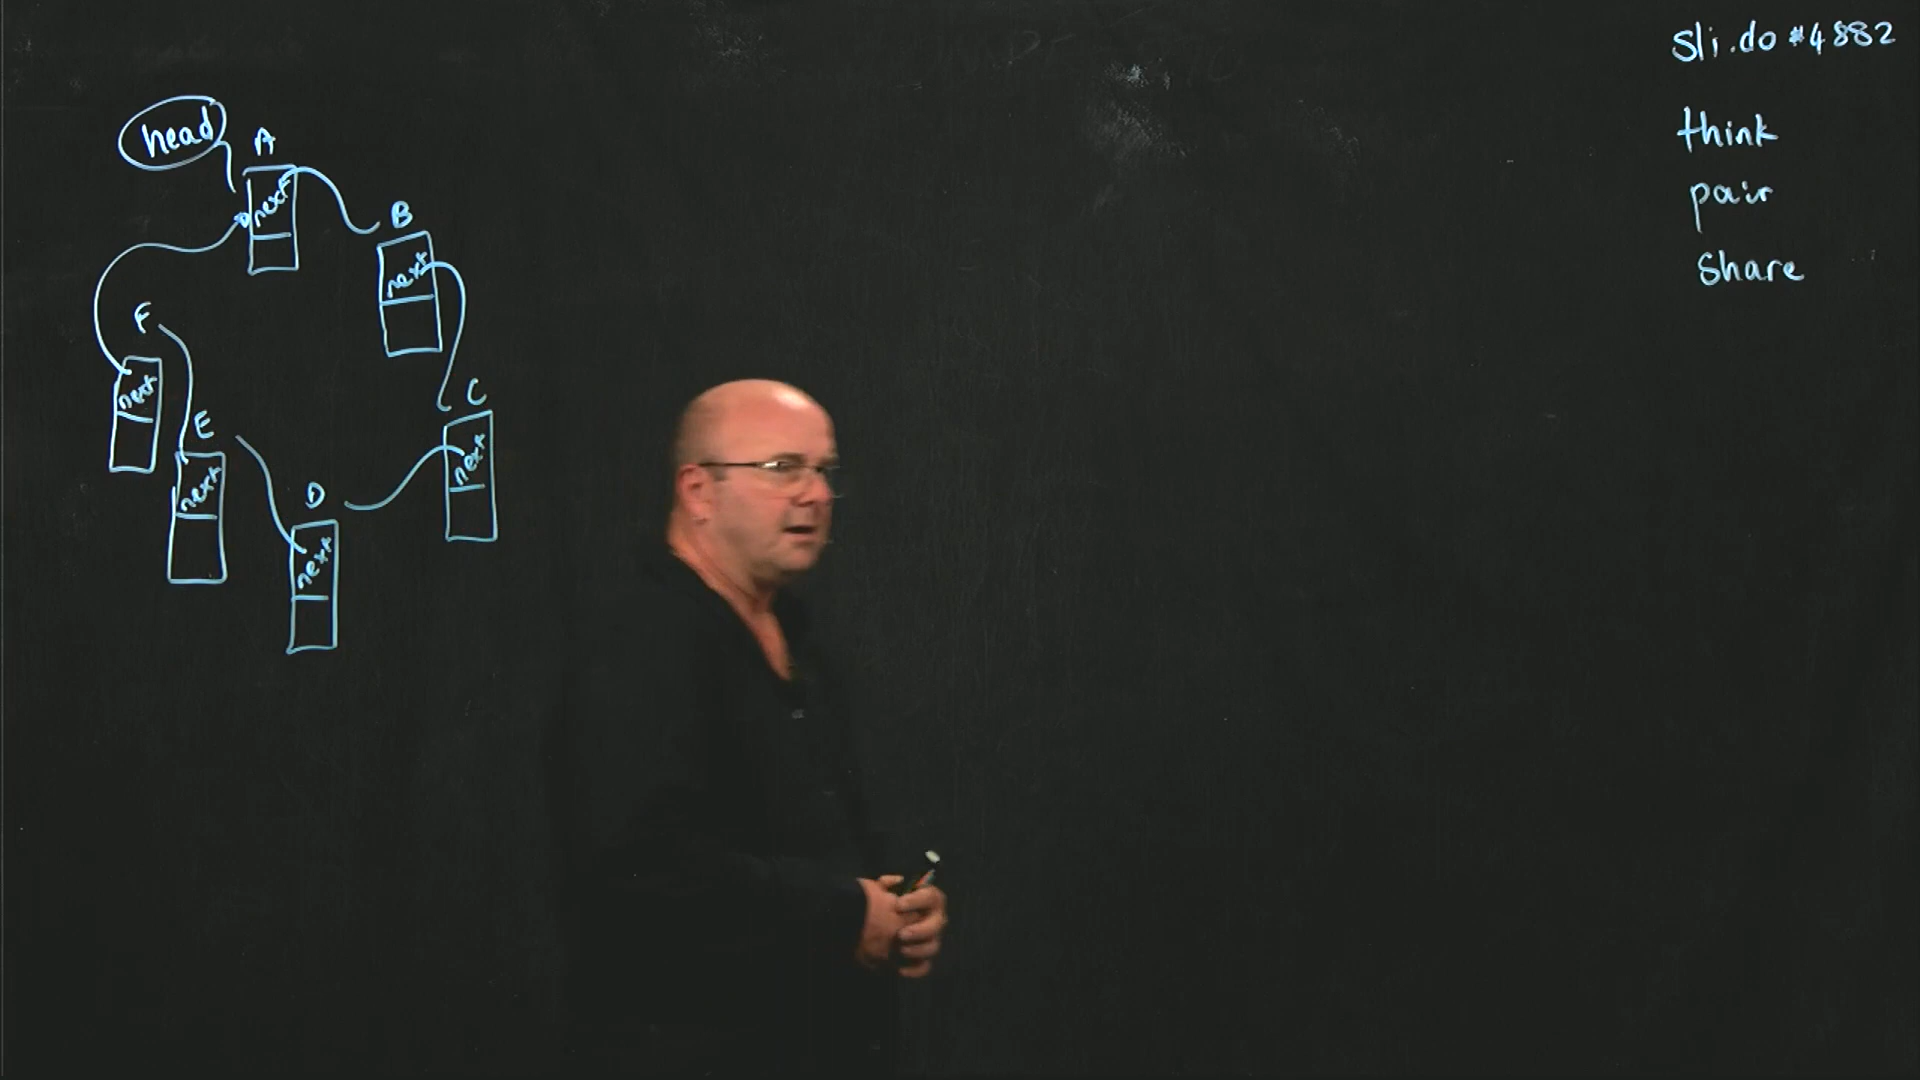 head
A
next
B
next
C
next
D
next
E
next
F
next
sli.do #4882
think
pair
share